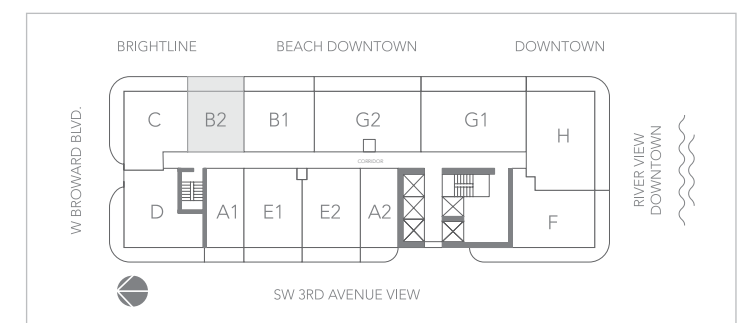 BRIGHTLINE
BEACH DOWNTOWN
DOWNTOWN
W BROWARD BLVD.
C
B2
B1
G2
G1
H
CORRIDOR
D
A1
E1
E2
A2
F
RIVER VIEW
DOWNTOWN
SW 3RD AVENUE VIEW